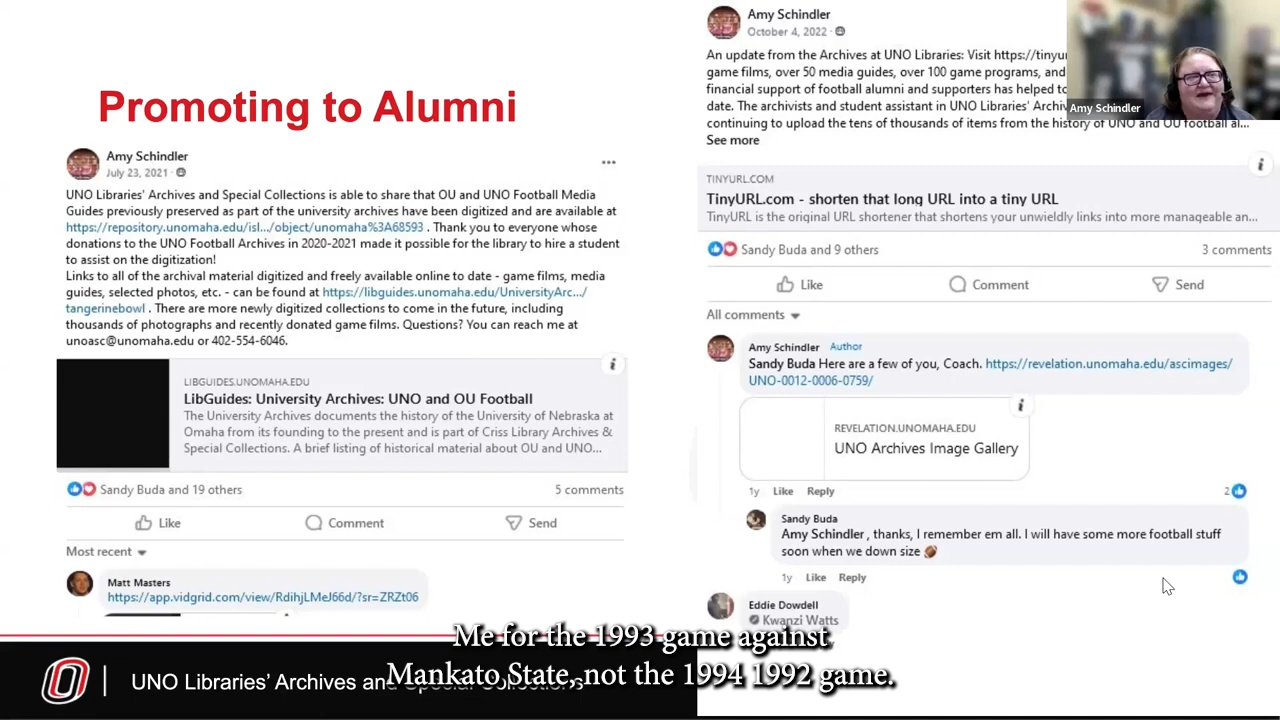 Promoting to Alumni
Amy Schindler
July 23, 2021
UNO Libraries' Archives and Special Collections is able to share that OU and UNO Football Media
Guides previously preserved as part of the university archives have been digitized and are available at
https://repository.unomaha.edu/isl.../object/unomaha%3A68593 . Thank you to everyone whose
donations to the UNO Football Archives in 2020-2021 made it possible for the library to hire a student
to assist on the digitization!
Links to all of the archival material digitized and freely available online to date - game films, media
guides, selected photos, etc. - can be found at https://libguides.unomaha.edu/UniversityArc.../
tangerinebowl . There are more newly digitized collections to come in the future, including
thousands of photographs and recently donated game films. Questions? You can reach me at
unoasc@unomaha.edu or 402-554-6046.
LIBGUIDES.UNOMAHA.EDU
LibGuides: University Archives: UNO and OU Football
The University Archives documents the history of the University of Nebraska at
Omaha from its founding to the present and is part of Criss Library Archives &
Special Collections. A brief listing of historical material about OU and UNO...
Sandy Buda and 19 others
5 comments
Like
Comment
Send
Most recent
Matt Masters
https://app.vidgrid.com/view/RdihjLMeJ66d/?sr=ZRZt06
Amy Schindler
October 4, 2022
An update from the Archives at UNO Libraries: Visit https://tinyu
game films, over 50 media guides, over 100 game programs, and
financial support of football alumni and supporters has helped to
date. The archivists and student assistant in UNO Libraries' Archiv
continuing to upload the tens of thousands of items from the history of UNO and OU football al...
See more
Amy Schindler
TINYURL.COM
TinyURL.com - shorten that long URL into a tiny URL
TinyURL is the original URL shortener that shortens your unwieldly links into more manageable an...
Sandy Buda and 9 others
3 comments
Like
Comment
Send
All comments
Amy Schindler Author
Sandy Buda Here are a few of you, Coach. https://revelation.unomaha.edu/ascimages/
UNO-0012-0006-0759/
REVELATION.UNOMAHA.EDU
UNO Archives Image Gallery
1y Like Reply
2
Sandy Buda
Amy Schindler , thanks, I remember em all. I will have some more football stuff
soon when we down size
1y Like Reply
Eddie Dowdell
Kwanzi Watts
Me for the 1993 game against
Mankato State, not the 1994 1992 game.
UNO Libraries' Archives and Special Collections